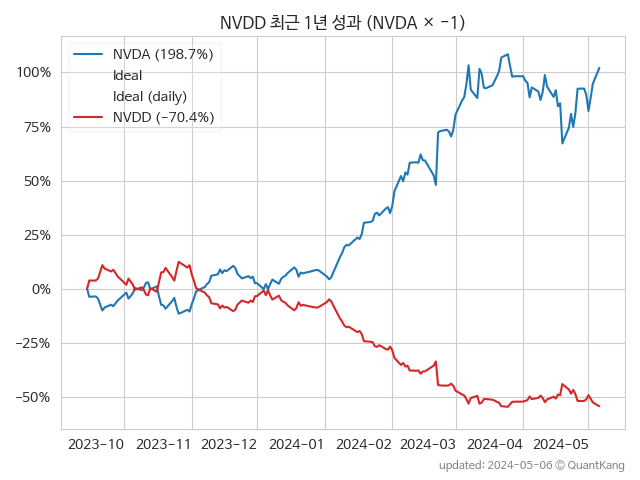 NVDD 최근 1년 성과 (NVDA × −1)
NVDA (198.7%)
Ideal
Ideal (daily)
NVDD (−70.4%)
100%
75%
50%
25%
0%
−25%
−50%
2023-10 2023-11 2023-12 2024-01 2024-02 2024-03 2024-04 2024-05
updated: 2024-05-06 © QuantKang